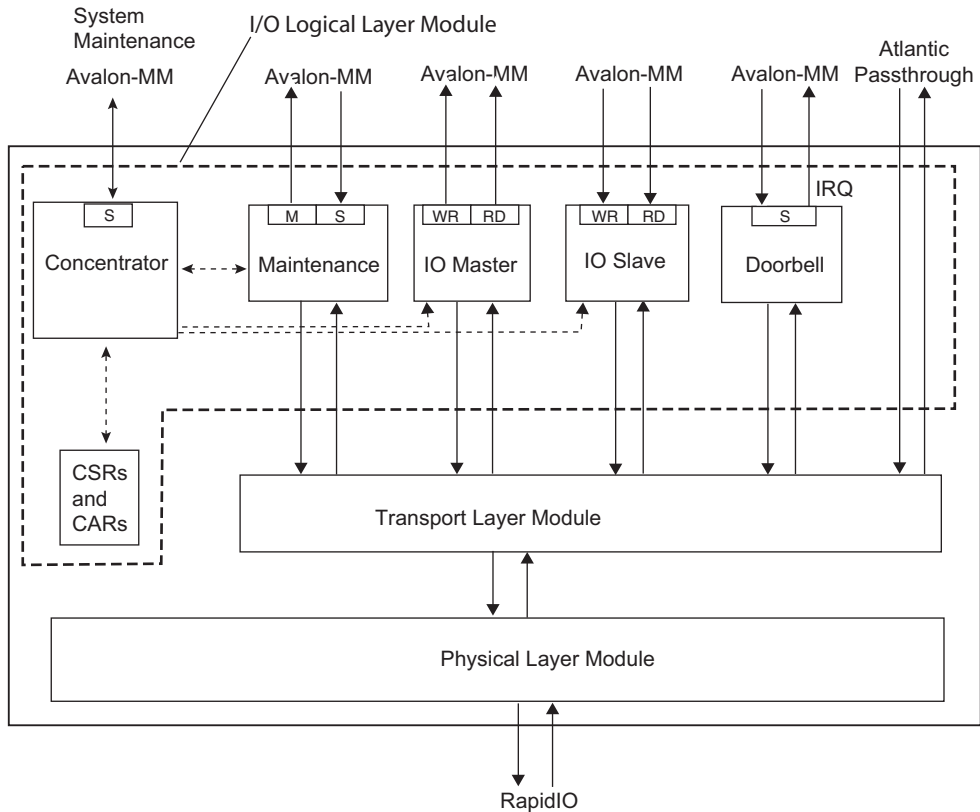 System
Maintenance
I/O Logical Layer Module
Avalon-MM
Avalon-MM
Avalon-MM
Avalon-MM
Avalon-MM
Atlantic
Passthrough
IRQ
S
Concentrator
M S
Maintenance
WR RD
IO Master
WR RD
IO Slave
S
Doorbell
CSRs
and
CARs
Transport Layer Module
Physical Layer Module
RapidIO